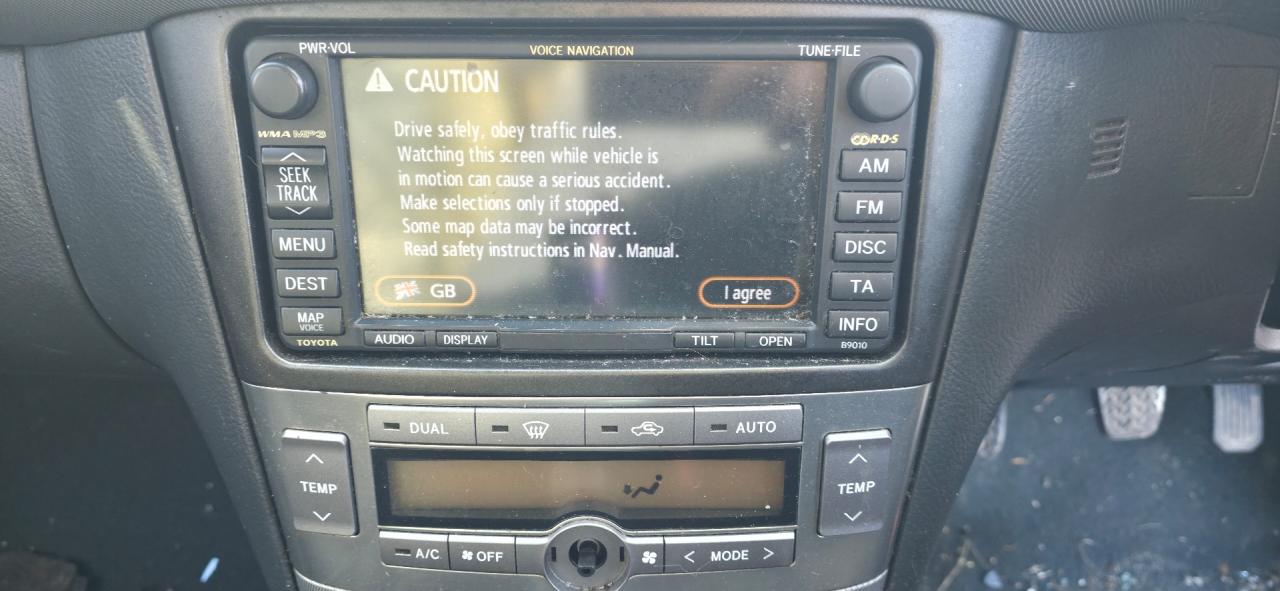 PWR·VOL
VOICE NAVIGATION
TUNE·FILE
CAUTION
Drive safely, obey traffic rules.
Watching this screen while vehicle is
in motion can cause a serious accident.
Make selections only if stopped.
Some map data may be incorrect.
Read safety instructions in Nav. Manual.
GB
I agree
WMA MP3
SEEK
TRACK
MENU
DEST
MAP
VOICE
TOYOTA
R·D·S
AM
FM
DISC
TA
INFO
B9010
AUDIO
DISPLAY
TILT
OPEN
DUAL
AUTO
TEMP
TEMP
A/C
OFF
< MODE >